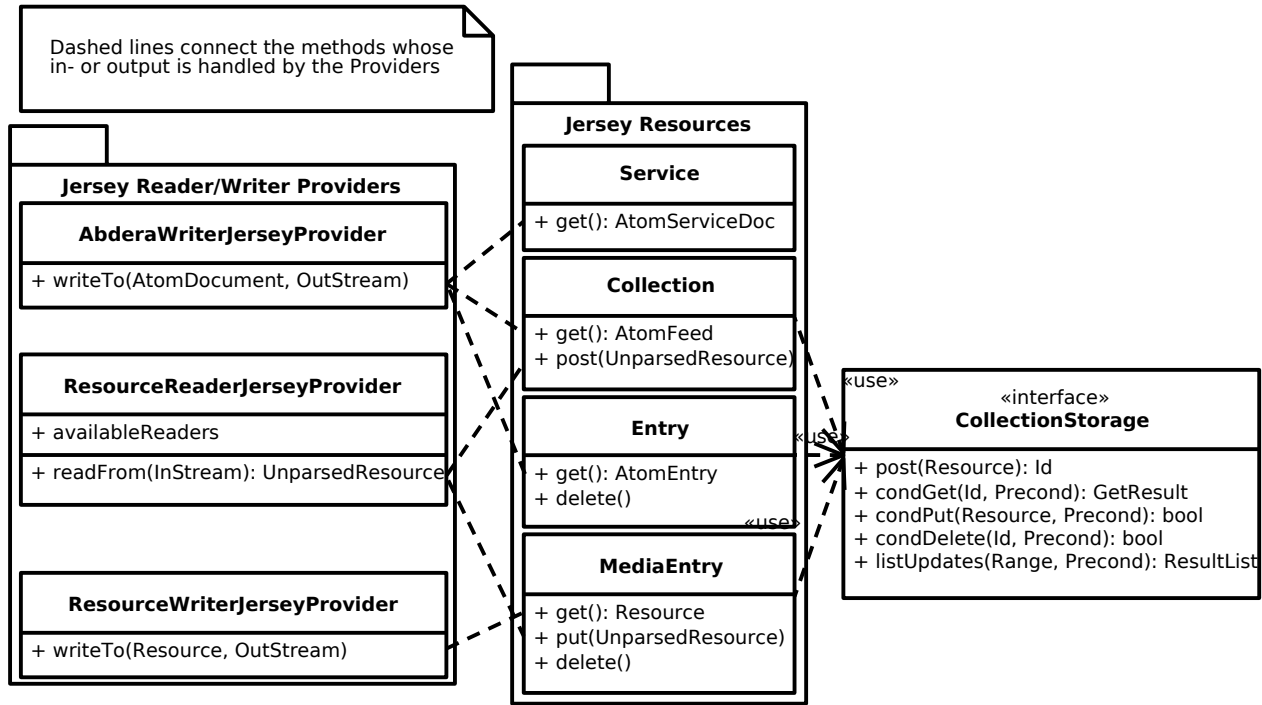 Dashed lines connect the methods whose
in- or output is handled by the Providers
Jersey Reader/Writer Providers
AbderaWriterJerseyProvider
+ writeTo(AtomDocument, OutStream)
ResourceReaderJerseyProvider
+ availableReaders
+ readFrom(InStream): UnparsedResource
ResourceWriterJerseyProvider
+ writeTo(Resource, OutStream)
Jersey Resources
Service
+ get(): AtomServiceDoc
Collection
+ get(): AtomFeed
+ post(UnparsedResource)
Entry
+ get(): AtomEntry
+ delete()
MediaEntry
+ get(): Resource
+ put(UnparsedResource)
+ delete()
«use»
«use»
«use»
«interface»
CollectionStorage
+ post(Resource): Id
+ condGet(Id, Precond): GetResult
+ condPut(Resource, Precond): bool
+ condDelete(Id, Precond): bool
+ listUpdates(Range, Precond): ResultList